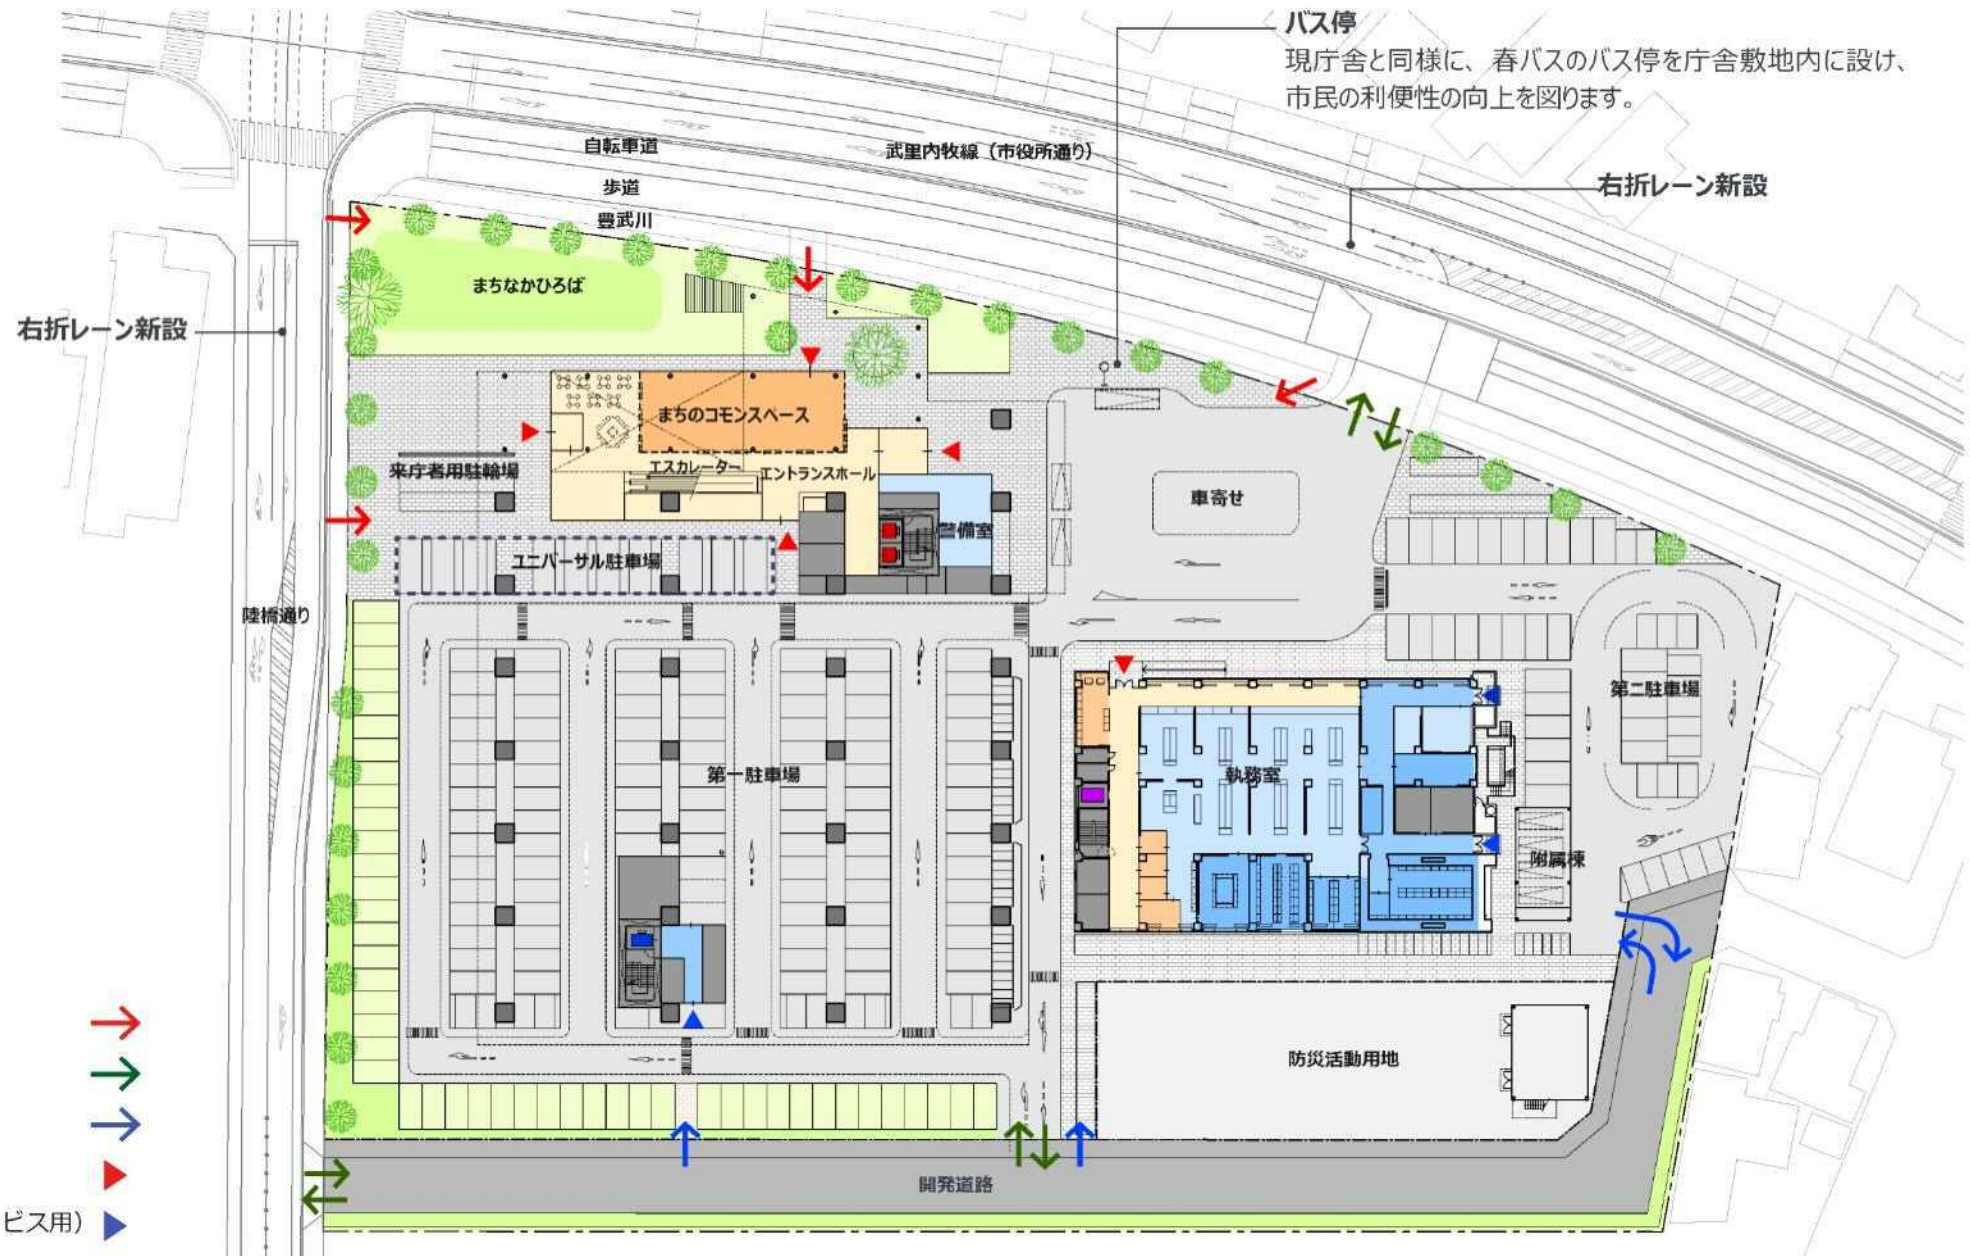 バス停
現庁舎と同様に、春バスのバス停を庁舎敷地内に設け、
市民の利便性の向上を図ります。
自転車道
武里内牧線（市役所通り）
歩道
右折レーン新設
豊武川
まちなかひろば
右折レーン新設
まちのコモンスペース
来庁者用駐輪場
エスカレーター
エントランスホール
車寄せ
警備室
ユニバーサル駐車場
陸橋通り
第二駐車場
第一駐車場
執務室
附属棟
防災活動用地
開発道路
ビス用）